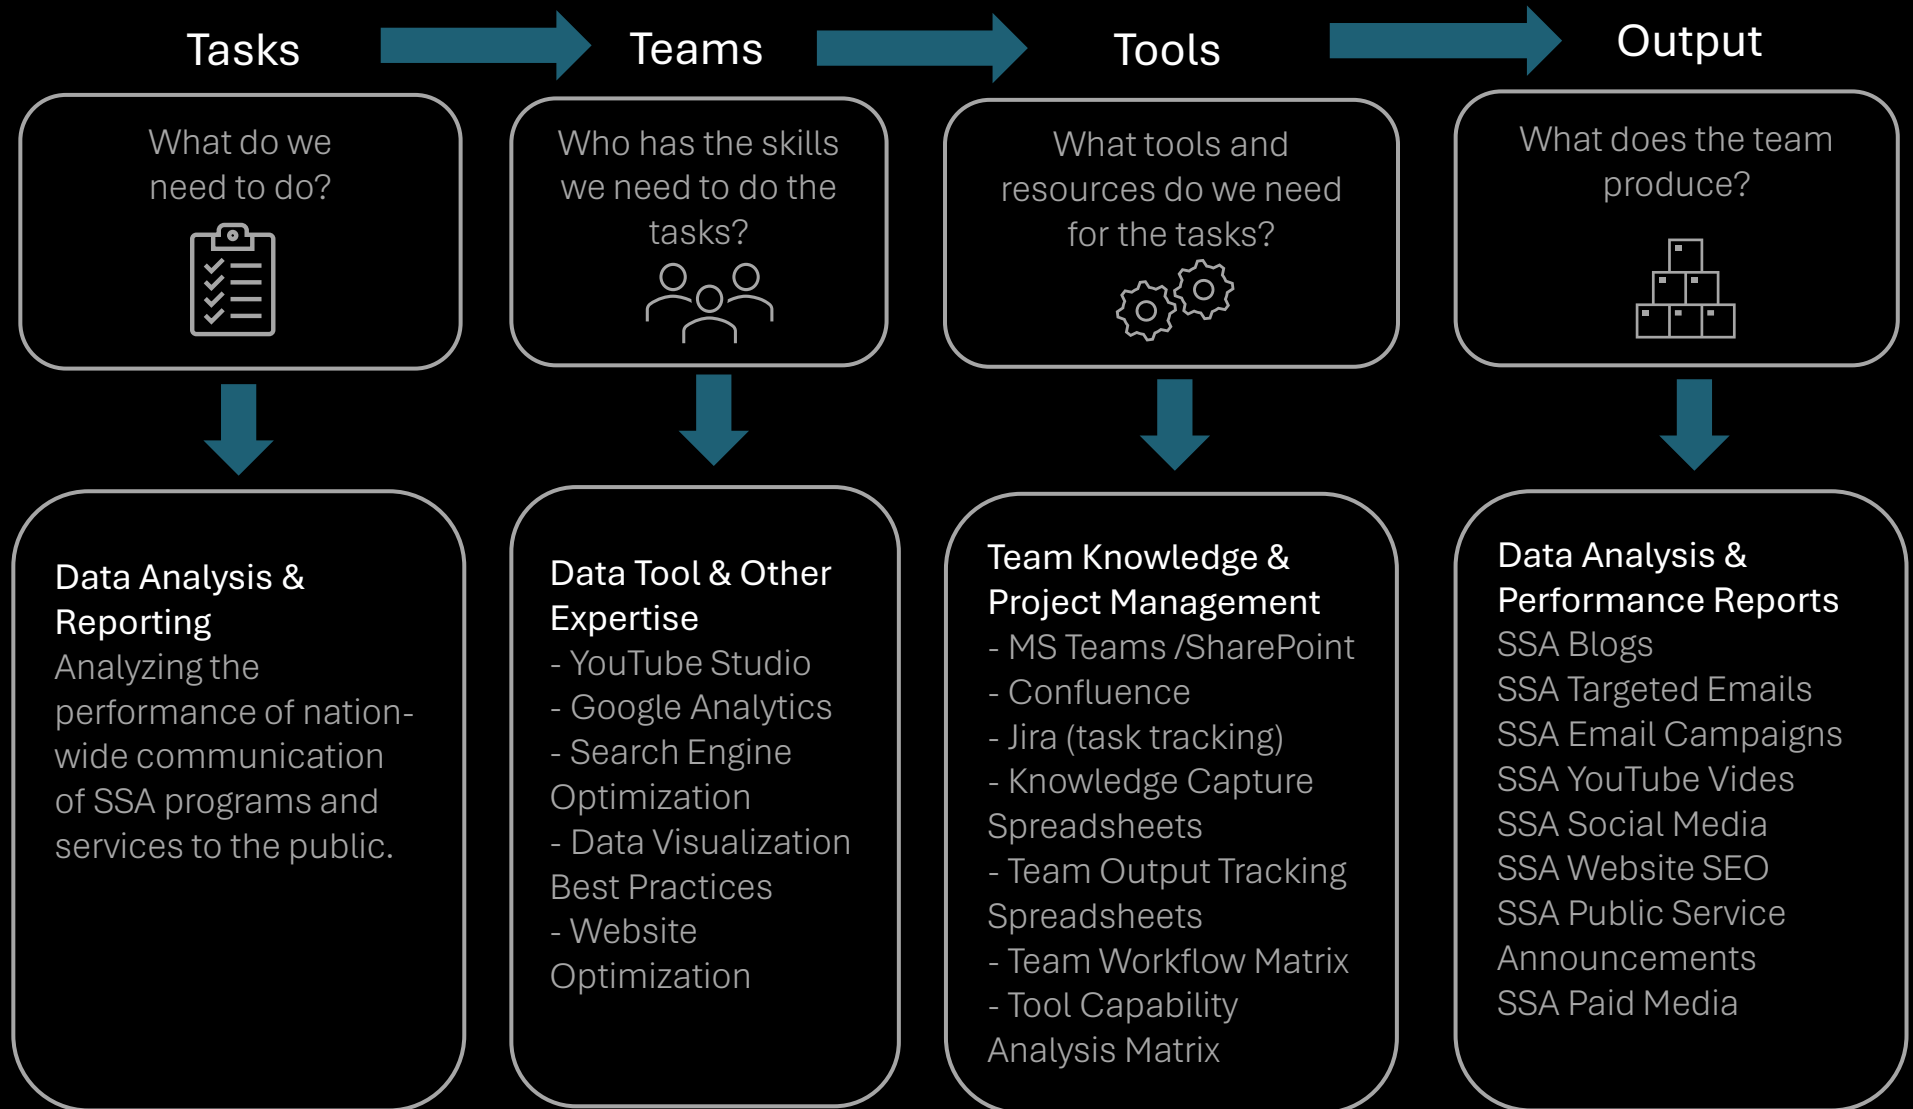 Tasks
Teams
Tools
Output
What do we
need to do?
Who has the skills
we need to do the
tasks?
What tools and
resources do we need
for the tasks?
What does the team
produce?
Data Analysis &
Reporting
Analyzing the
performance of nation-
wide communication
of SSA programs and
services to the public.
Data Tool & Other
Expertise
- YouTube Studio
- Google Analytics
- Search Engine
Optimization
- Data Visualization
Best Practices
- Website
Optimization
Team Knowledge &
Project Management
- MS Teams /SharePoint
- Confluence
- Jira (task tracking)
- Knowledge Capture
Spreadsheets
- Team Output Tracking
Spreadsheets
- Team Workflow Matrix
- Tool Capability
Analysis Matrix
Data Analysis &
Performance Reports
SSA Blogs
SSA Targeted Emails
SSA Email Campaigns
SSA YouTube Vides
SSA Social Media
SSA Website SEO
SSA Public Service
Announcements
SSA Paid Media